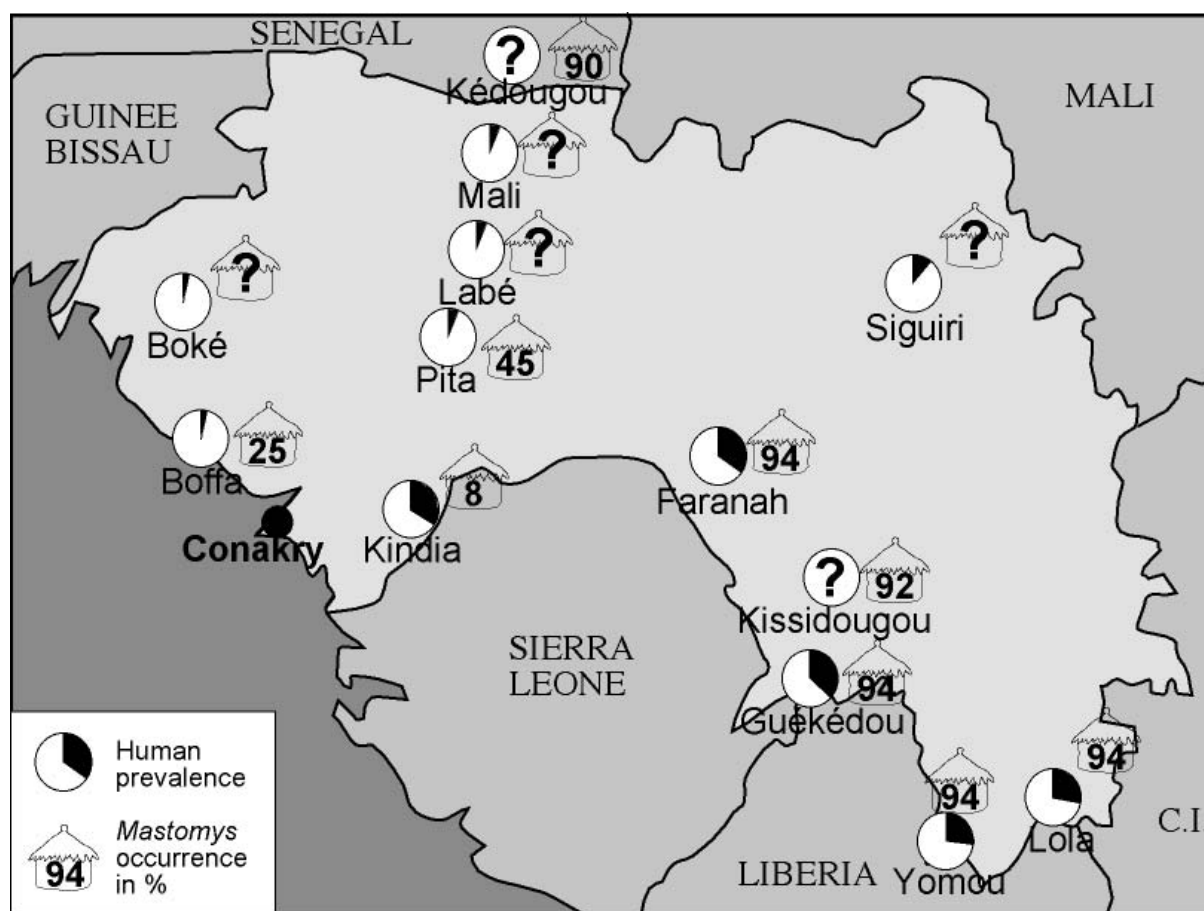 SENEGAL
?
90
Kédougou
GUINEE
BISSAU
MALI
?
Mali
?
Labé
?
Boké
?
Siguiri
45
Pita
25
Boffa
94
Faranah
8
Kindia
Conakry
?
92
Kissidougou
SIERRA
LEONE
94
Guékédou
94
Lola
94
Yomou
C.I
LIBERIA
Human
prevalence
94
Mastomys
occurrence
in %